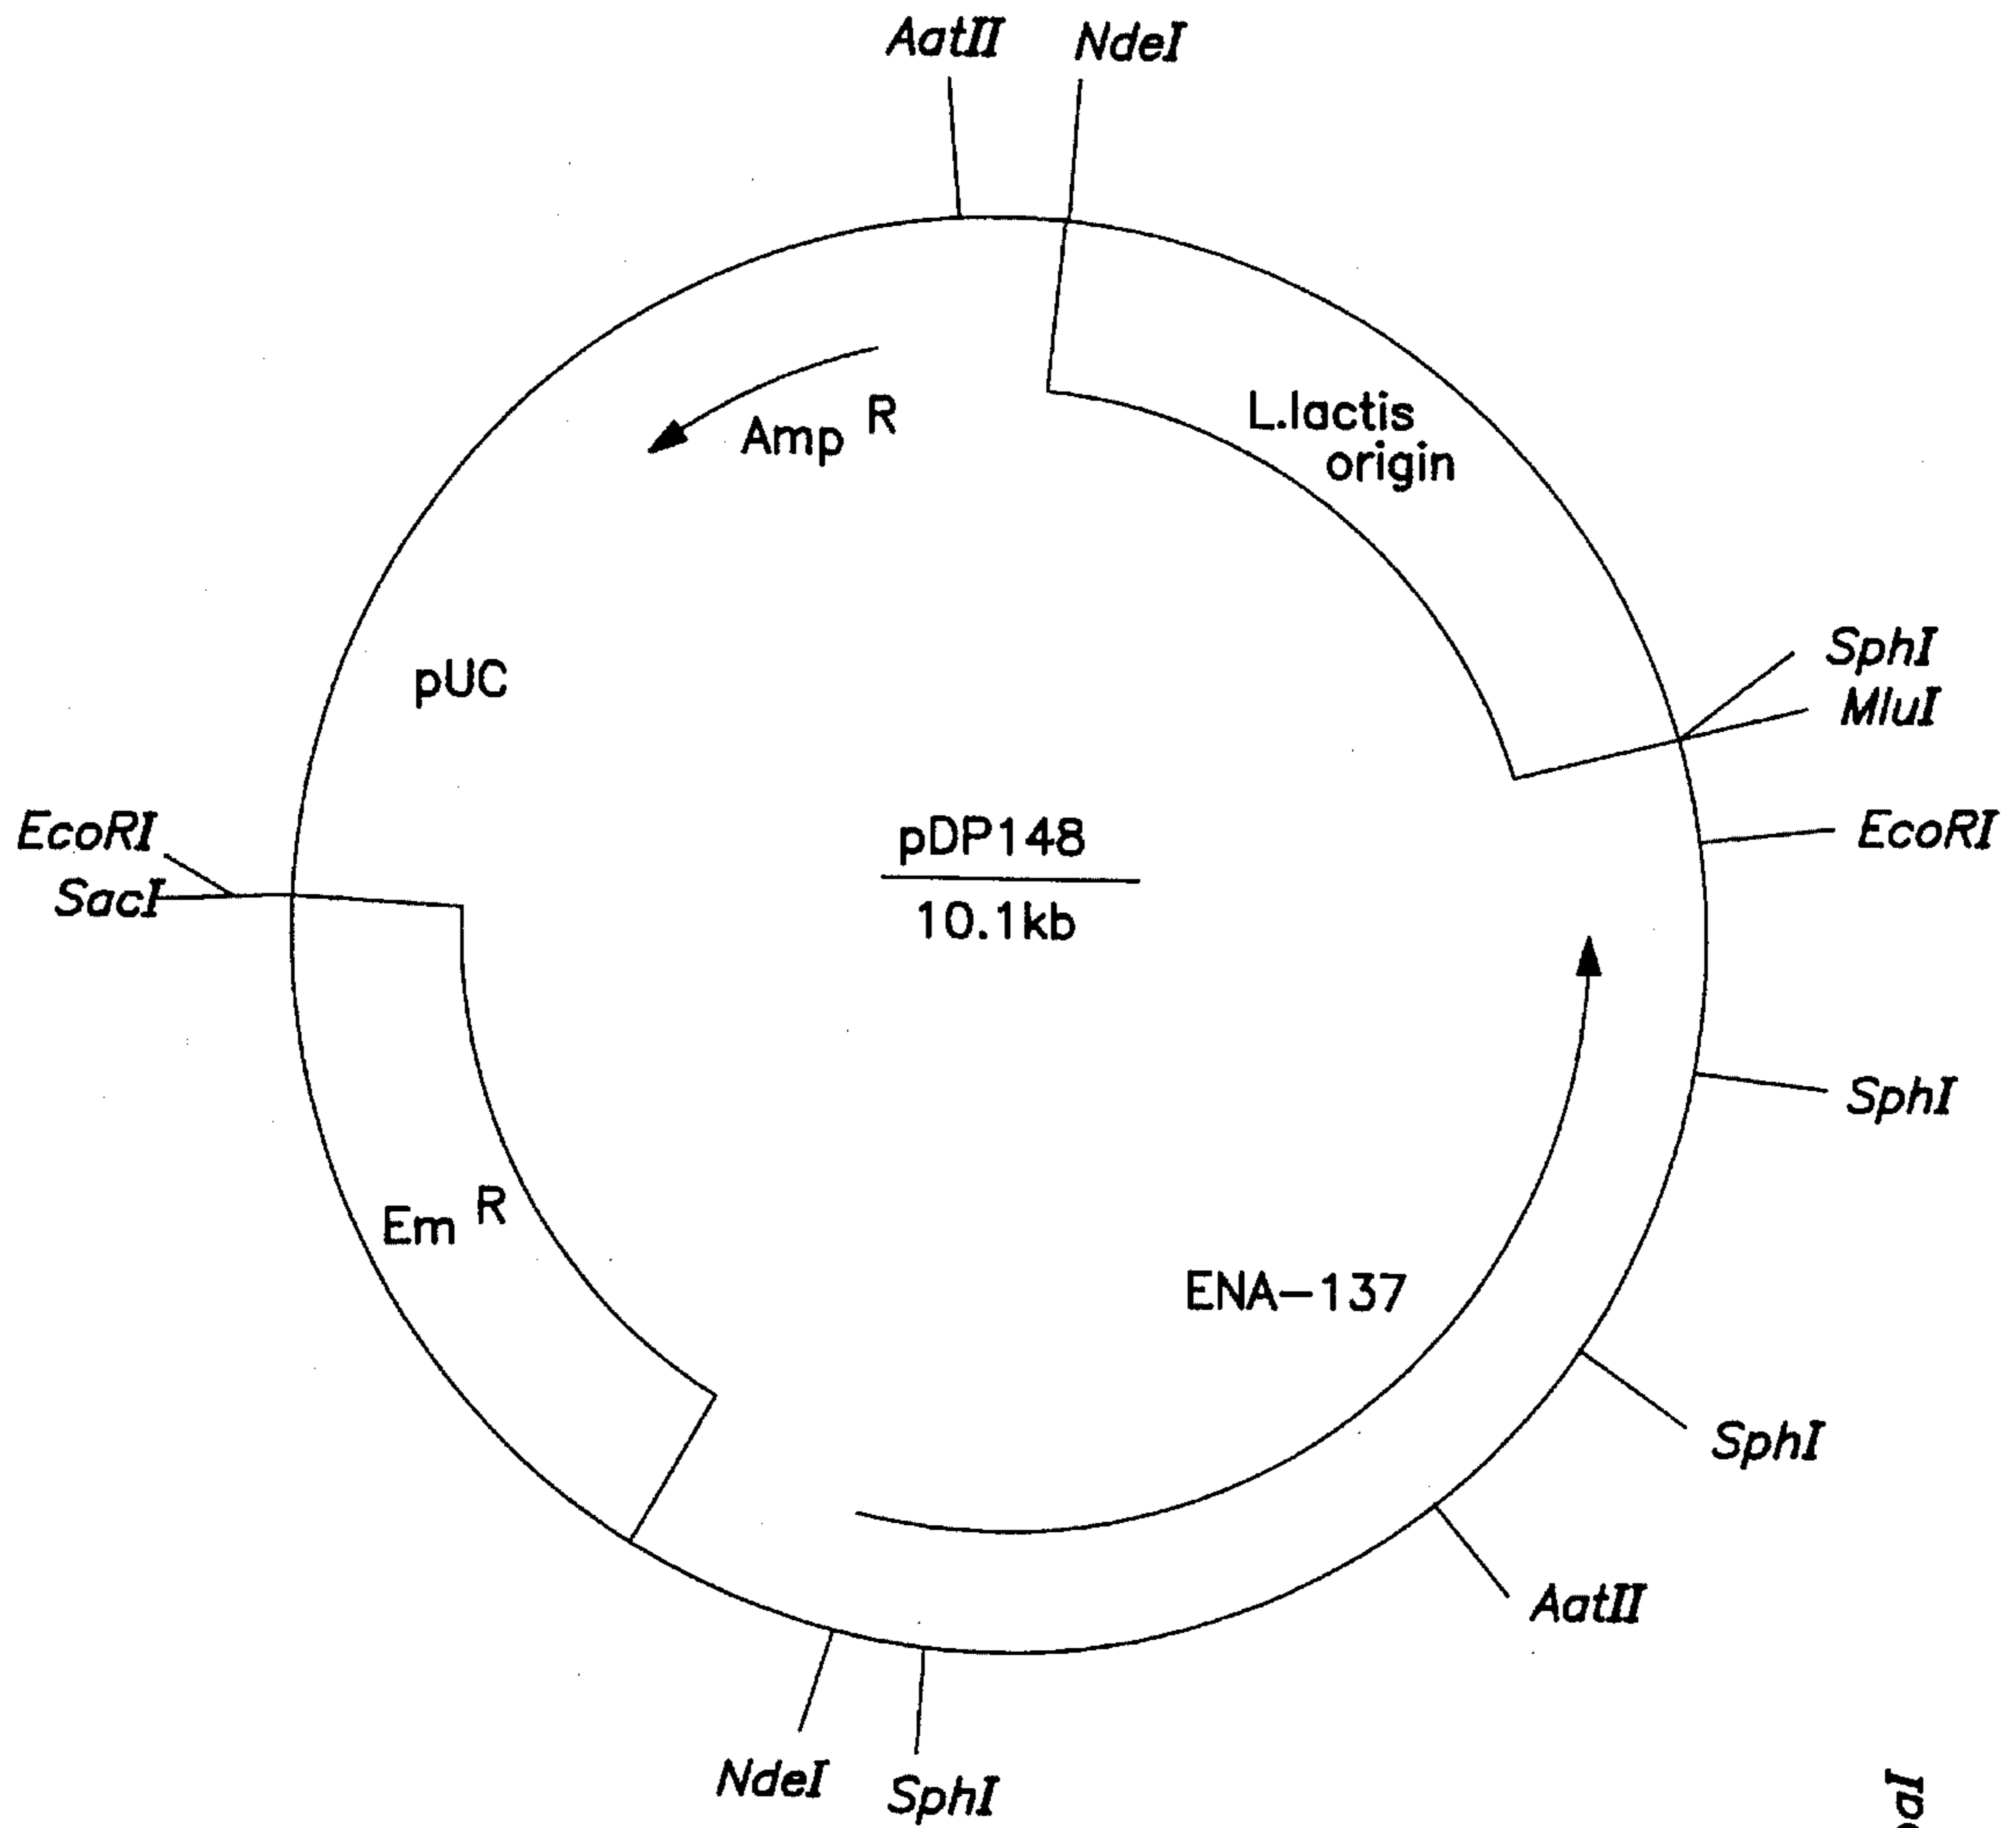 AatII NdeI
Amp R
L.lactis
origin
SphI
MluI
pUC
EcoRI
SacI
pDP148
10.1kb
EcoRI
SphI
Em R
ENA-137
SphI
AatII
NdeI
SphI